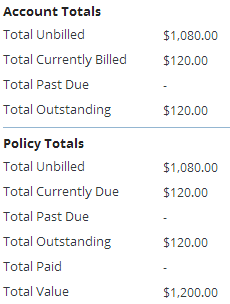 Account Totals
Total Unbilled $1,080.00
Total Currently Billed $120.00
Total Past Due -
Total Outstanding $120.00
Policy Totals
Total Unbilled $1,080.00
Total Currently Due $120.00
Total Past Due -
Total Outstanding $120.00
Total Paid -
Total Value $1,200.00